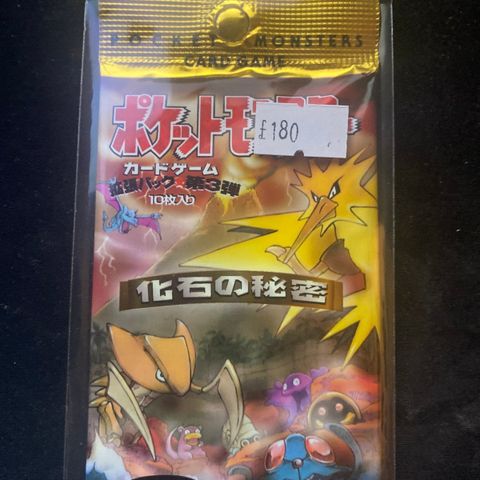 POCKET MONSTERS
CARD GAME
ポケットモンスター
£180
カードゲーム
拡張パック 第3弾
10枚入り
化石の秘密